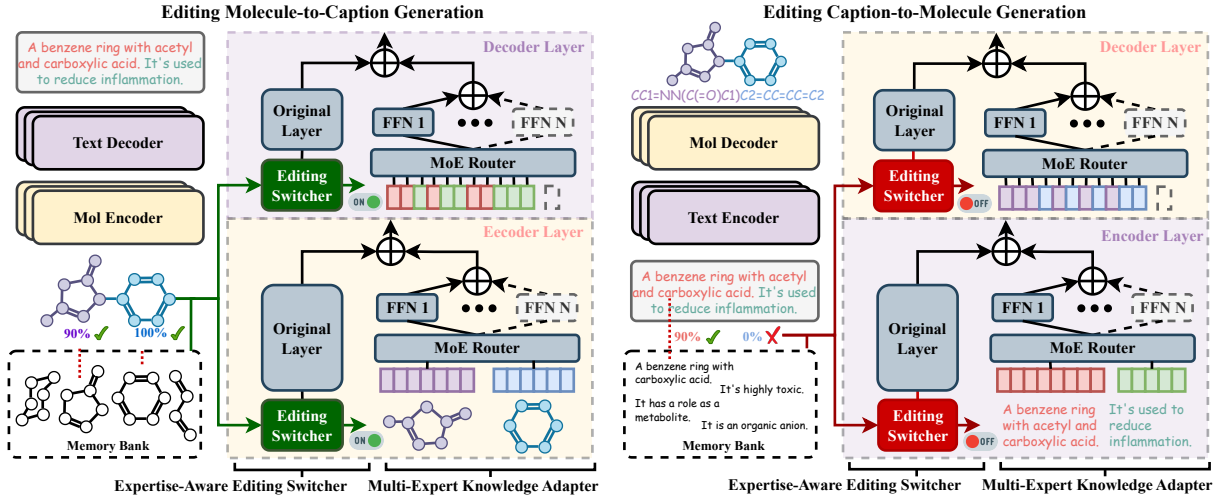 Editing Molecule-to-Caption Generation
A benzene ring with acetyl
and carboxylic acid. It's used
to reduce inflammation.
Text Decoder
Mol Encoder
90%
100%
Memory Bank
Decoder Layer
Original
Layer
FFN 1
FFN N
MoE Router
Editing
Switcher
ON
Eecoder Layer
Original
Layer
FFN 1
FFN N
MoE Router
Editing
Switcher
ON
Expertise-Aware Editing Switcher
Multi-Expert Knowledge Adapter
Editing Caption-to-Molecule Generation
CC1=NN(C(=O)C1)C2=CC=CC=C2
Mol Decoder
Text Encoder
A benzene ring with acetyl
and carboxylic acid. It's used
to reduce inflammation.
90%
0%
A benzene ring with
carboxylic acid.
It's highly toxic.
It has a role as a
metabolite.
It is an organic anion.
Memory Bank
Decoder Layer
Original
Layer
FFN 1
FFN N
MoE Router
Editing
Switcher
OFF
Encoder Layer
Original
Layer
FFN 1
FFN N
MoE Router
Editing
Switcher
OFF
A benzene ring
with acetyl and
carboxylic acid.
It's used to
reduce
inflammation.
Expertise-Aware Editing Switcher
Multi-Expert Knowledge Adapter